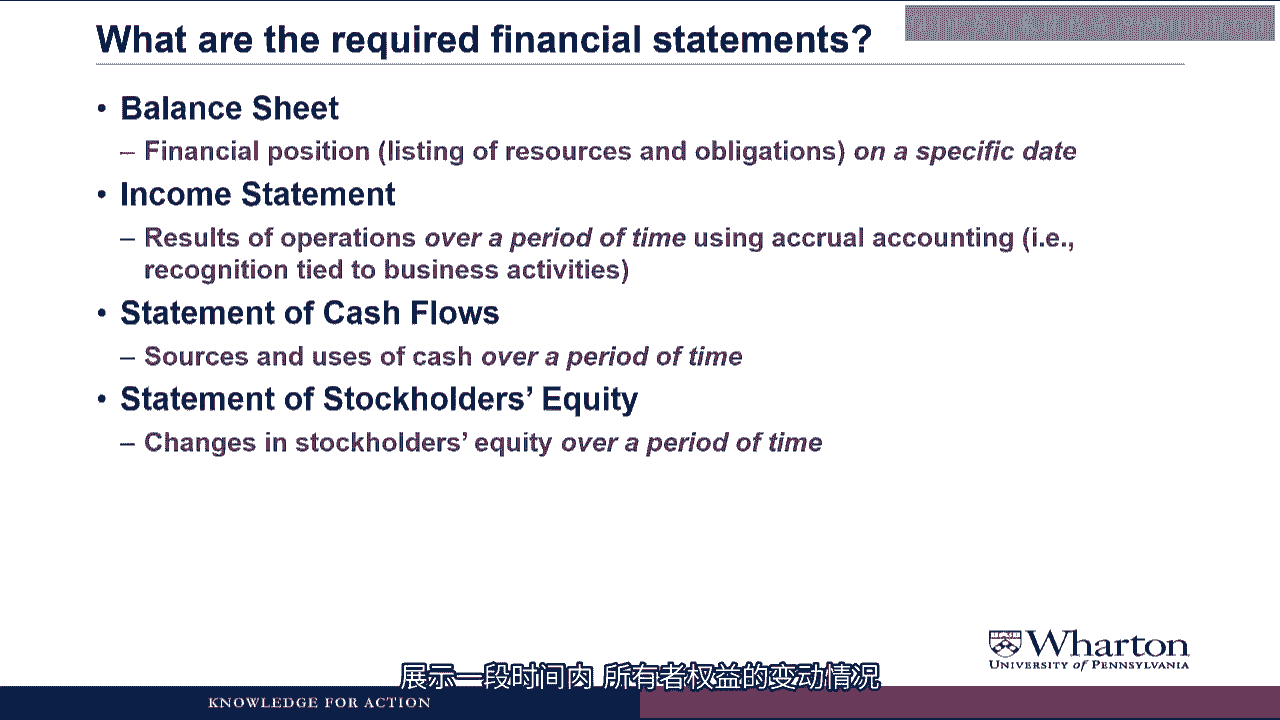 What are the required financial statements?
• Balance Sheet
– Financial position (listing of resources and obligations) on a specific date
• Income Statement
– Results of operations over a period of time using accrual accounting (i.e.,
recognition tied to business activities)
• Statement of Cash Flows
– Sources and uses of cash over a period of time
• Statement of Stockholders’ Equity
– Changes in stockholders’ equity over a period of time
Wharton
UNIVERSITY of PENNSYLVANIA
展示一段时间内 所有者权益的变动情况
KNOWLEDGE FOR ACTION